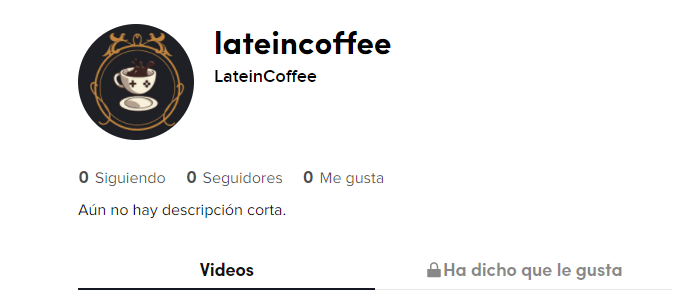 lateincoffee
LateinCoffee
0 Siguiendo 0 Seguidores 0 Me gusta
Aún no hay descripción corta.
Videos Ha dicho que le gusta